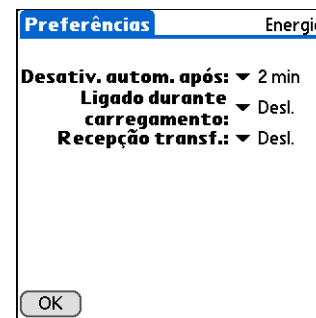 Preferências Energi
Desativ. autom. após: 2 min
Ligado durante
carregamento: Desl.
Recepção transf.: Desl.
OK